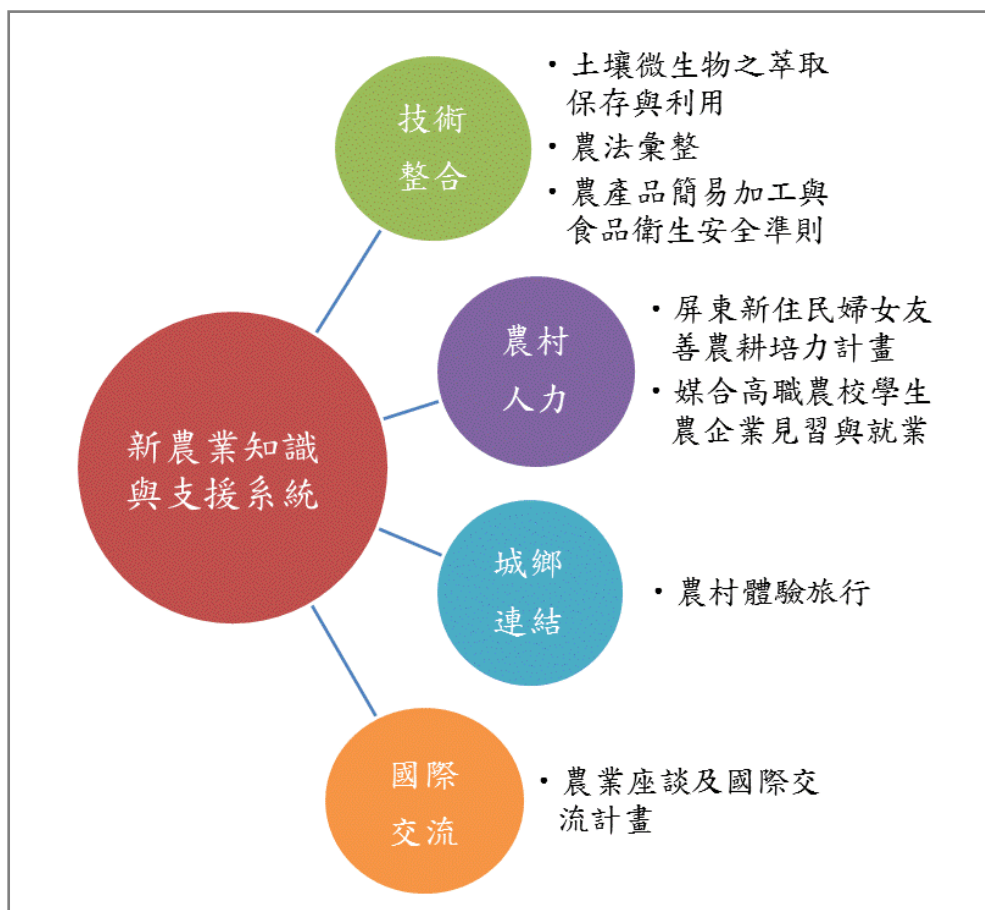 技術
整合
・土壤微生物之萃取
保存與利用
・農法彙整
・農產品簡易加工與
食品衛生安全準則
農村
人力
・屏東新住民婦女友
善農耕培力計畫
・媒合高職農校學生
農企業見習與就業
新農業知識
與支援系統
城鄉
連結
・農村體驗旅行
國際
交流
・農業座談及國際交
流計畫